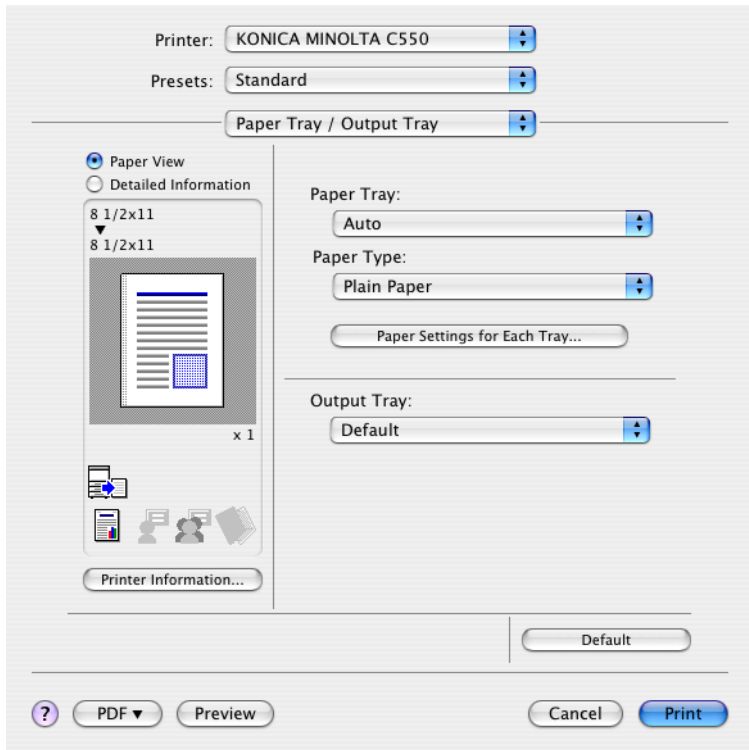 Printer: KONICA MINOLTA C550
Presets: Standard
Paper Tray / Output Tray
Paper View
Detailed Information
8 1/2x11
▼
8 1/2x11
x 1
Printer Information...
Paper Tray:
Auto
Paper Type:
Plain Paper
Paper Settings for Each Tray...
Output Tray:
Default
Default
? PDF ▼ Preview Cancel Print